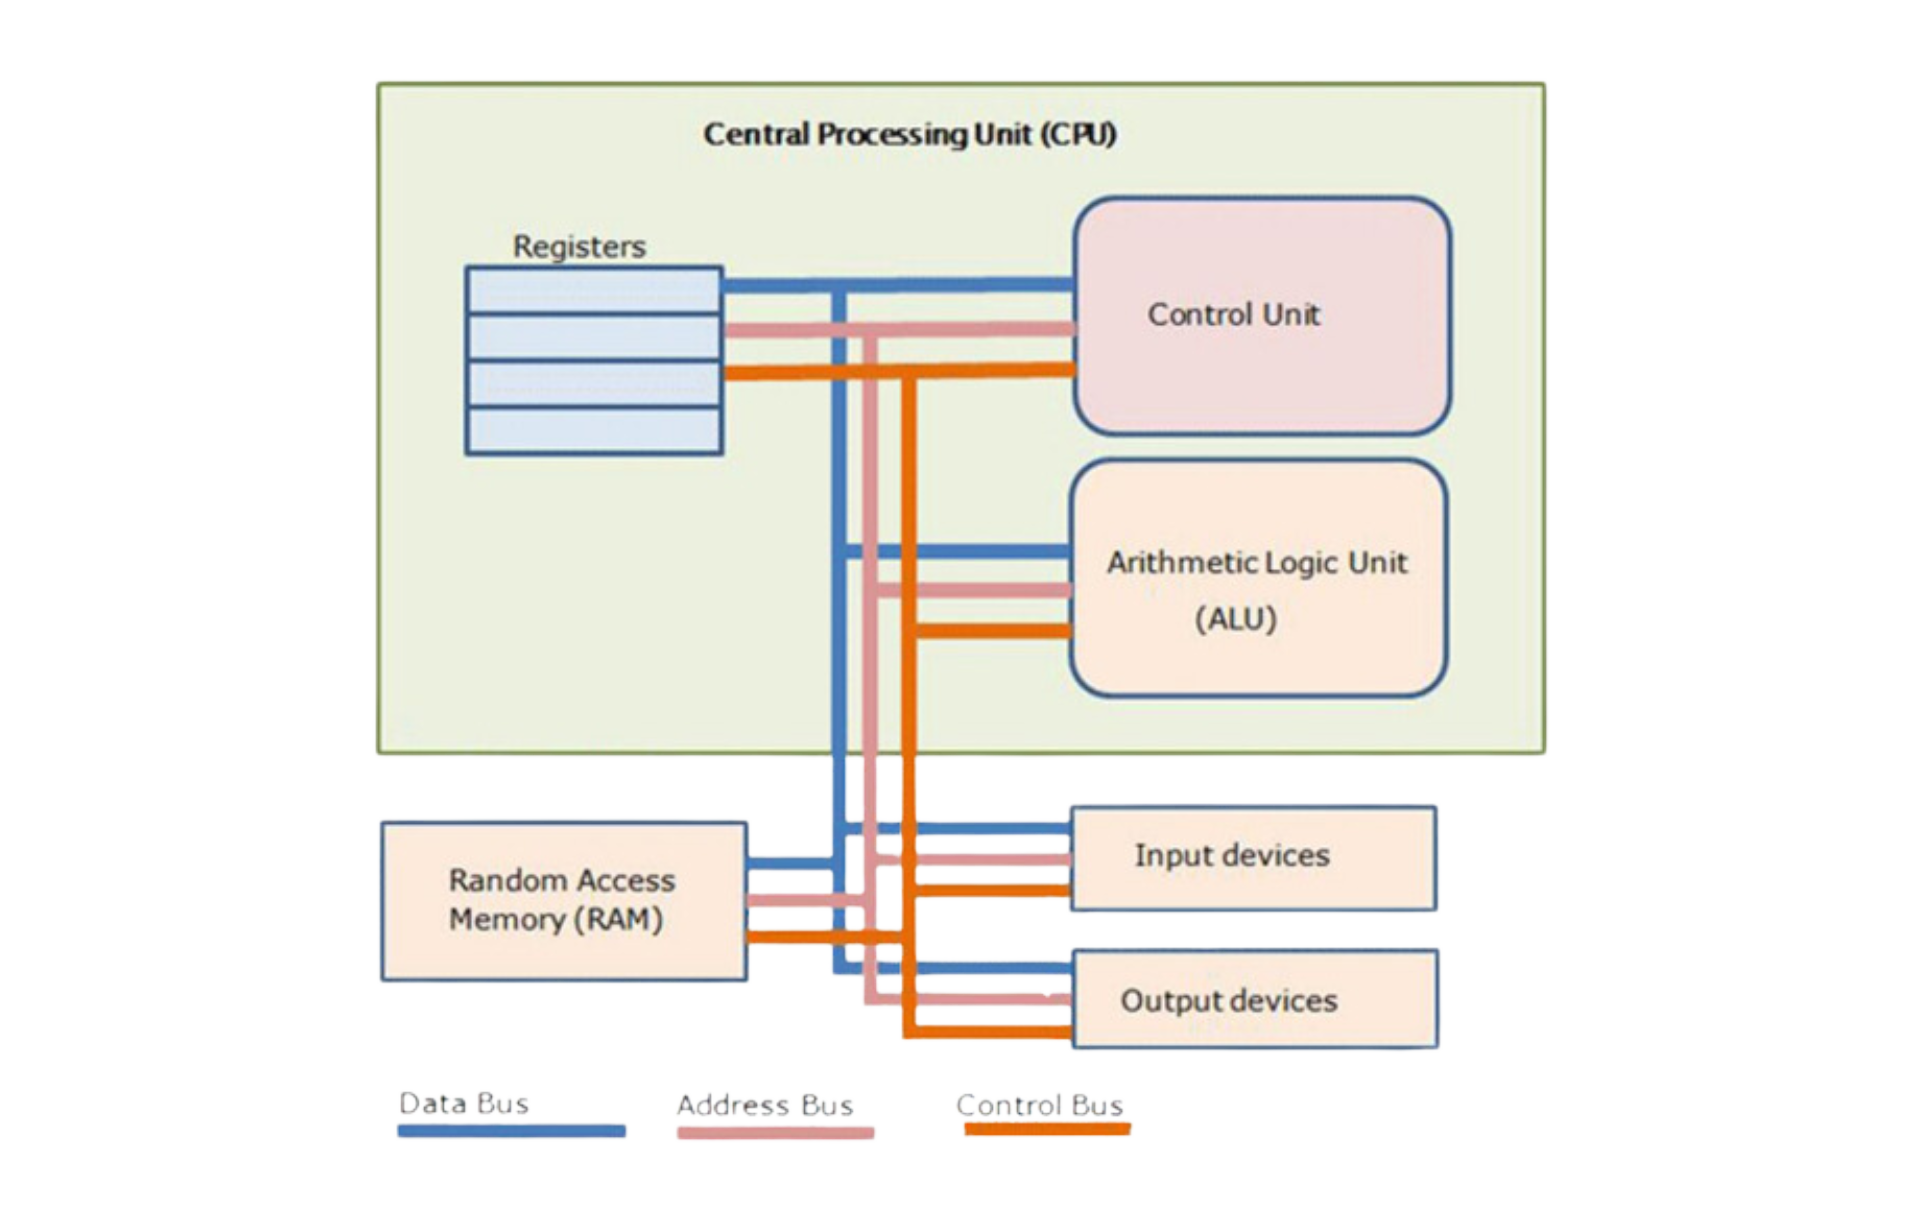 Central Processing Unit (CPU)
Registers
Control Unit
Arithmetic Logic Unit
(ALU)
Random Access
Memory (RAM)
Input devices
Output devices
Data Bus
Address Bus
Control Bus